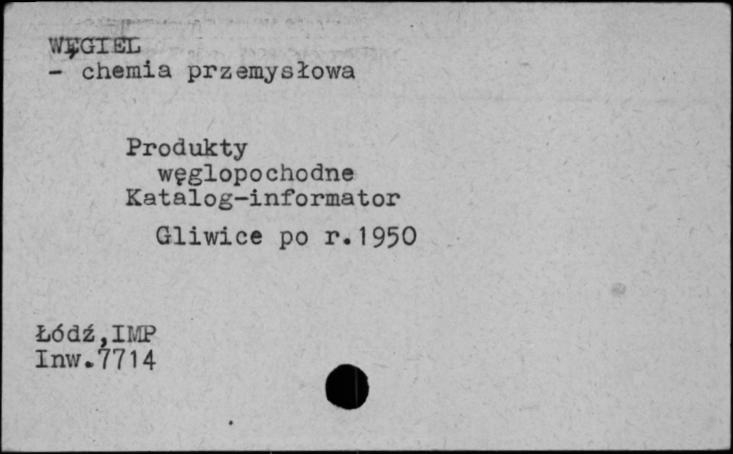 WĘGIEL
- chemia przemysłowa
Produkty
węglopochodne
Katalog-informator
Gliwice po r.1950
Łódź,IMP
Inw.7714